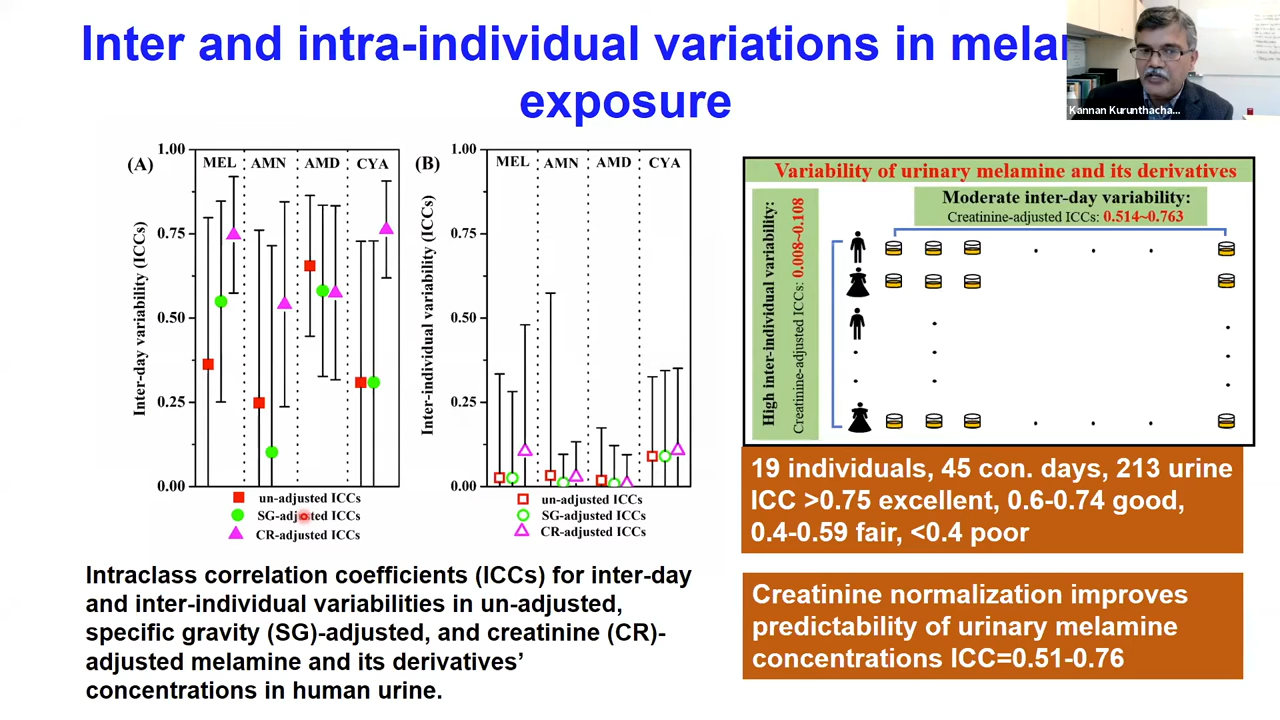 Inter and intra-individual variations in
exposure
Kannan Kurunthacha...
(A)
1.00
0.75
0.50
0.25
0.00
Inter-day variability (ICCs)
MEL AMN AMD CYA
un-adjusted ICCs
SG-adjusted ICCs
CR-adjusted ICCs
(B)
1.00
0.75
0.50
0.25
0.00
Inter-individual variability (ICCs)
MEL AMN AMD CYA
un-adjusted ICCs
SG-adjusted ICCs
CR-adjusted ICCs
Intraclass correlation coefficients (ICCs) for inter-day
and inter-individual variabilities in un-adjusted,
specific gravity (SG)-adjusted, and creatinine (CR)-
adjusted melamine and its derivatives’
concentrations in human urine.
Variability of urinary melamine and its derivatives
Moderate inter-day variability:
Creatinine-adjusted ICCs: 0.514~0.763
High inter-individual variability:
Creatinine-adjusted ICCs: 0.008~0.108
19 individuals, 45 con. days, 213 urine
ICC >0.75 excellent, 0.6-0.74 good,
0.4-0.59 fair, <0.4 poor
Creatinine normalization improves
predictability of urinary melamine
concentrations ICC=0.51-0.76